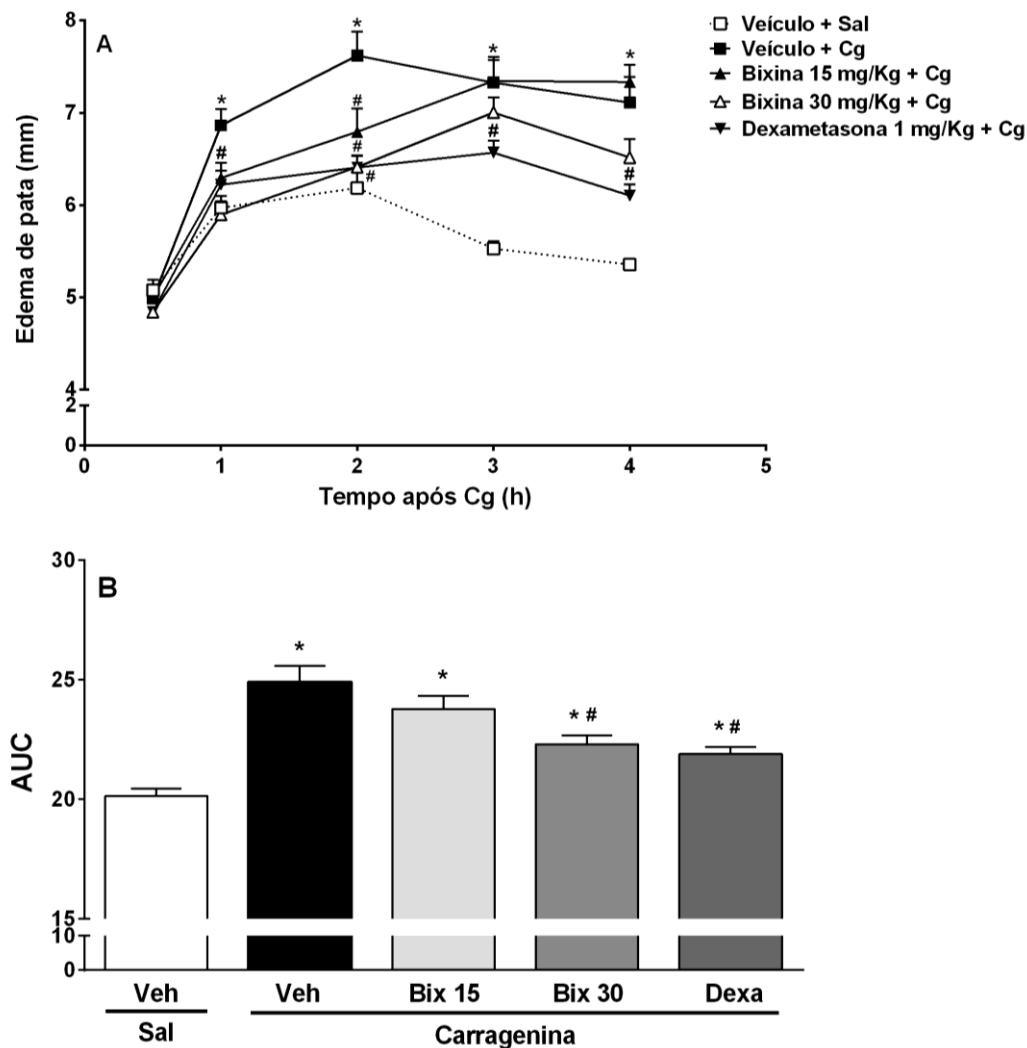 A
8
7
6
5
4
2
0
Edema de pata (mm)
* * * *
# # # # # #
0 1 2 3 4 5
Tempo após Cg (h)
Veículo + Sal
Veículo + Cg
Bixina 15 mg/Kg + Cg
Bixina 30 mg/Kg + Cg
Dexametasona 1 mg/Kg + Cg
B
30
25
20
15
10
0
AUC
* * * # * #
Veh Veh Bix 15 Bix 30 Dexa
Sal Carragenina